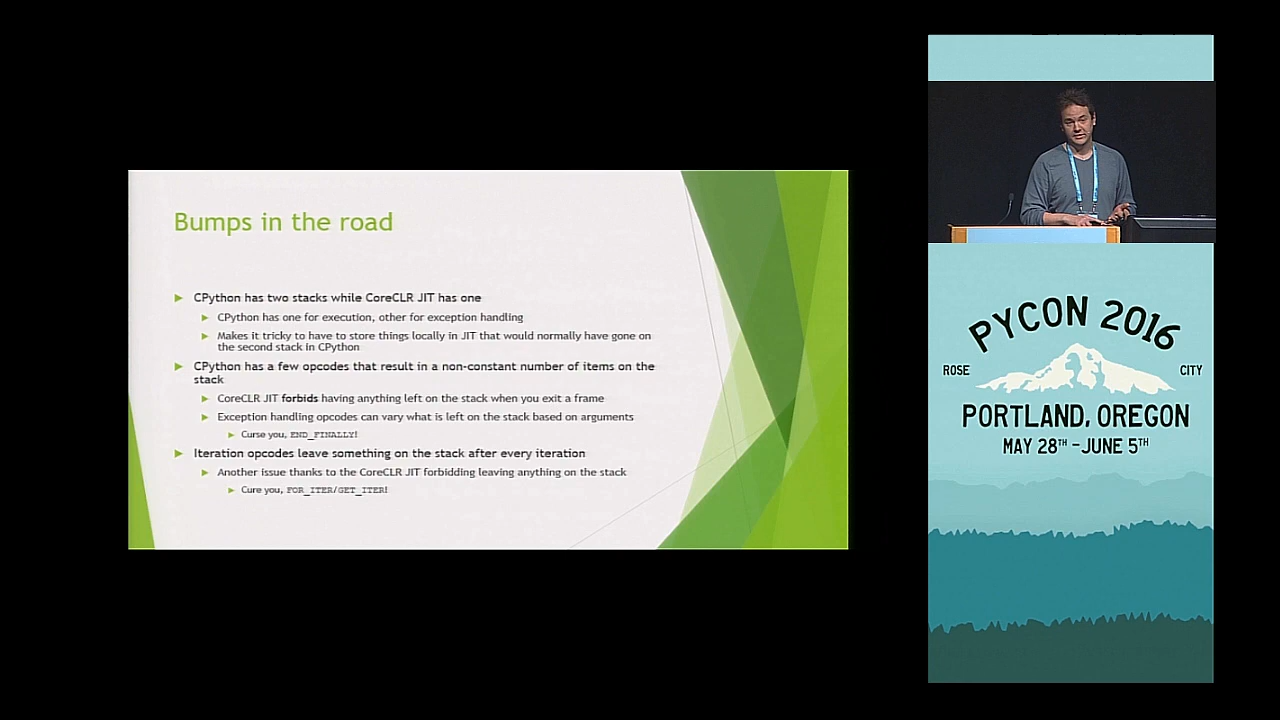 Bumps in the road
CPython has two stacks while CoreCLR JIT has one
CPython has one for execution, other for exception handling
Makes it tricky to have to store things locally in JIT that would normally have gone on
the second stack in CPython
CPython has a few opcodes that result in a non-constant number of items on the
stack
CoreCLR JIT forbids having anything left on the stack when you exit a frame
Exception handling opcodes can vary what is left on the stack based on arguments
Curse you, END_FINALLY!
Iteration opcodes leave something on the stack after every iteration
Another issue thanks to the CoreCLR JIT forbidding leaving anything on the stack
Cure you, FOR_ITER/GET_ITER!
PYCON 2016
ROSE
CITY
PORTLAND, OREGON
MAY 28TH - JUNE 5TH